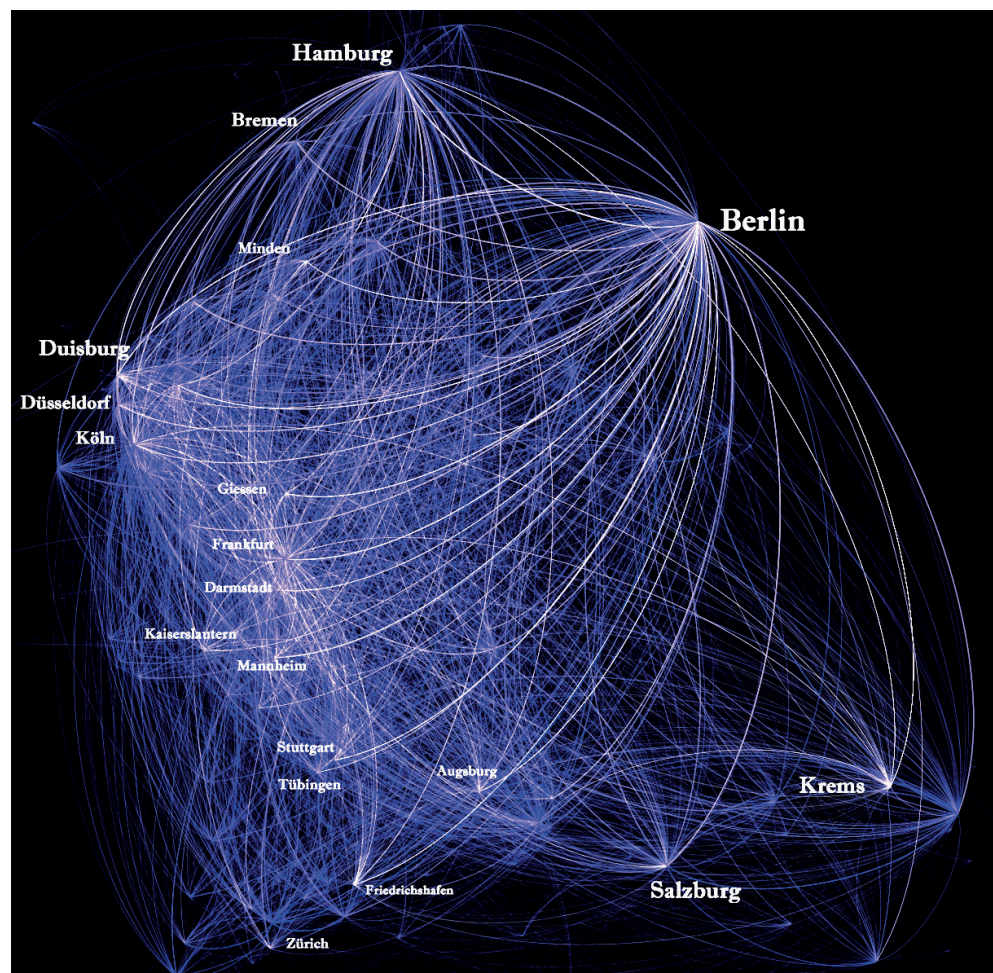 Hamburg
Bremen
Berlin
Minden
Duisburg
Düsseldorf
Köln
Giessen
Frankfurt
Darmstadt
Kaiserslautern
Mannheim
Stuttgart
Augsburg
Tübingen
Krems
Friedrichshafen
Salzburg
Zürich